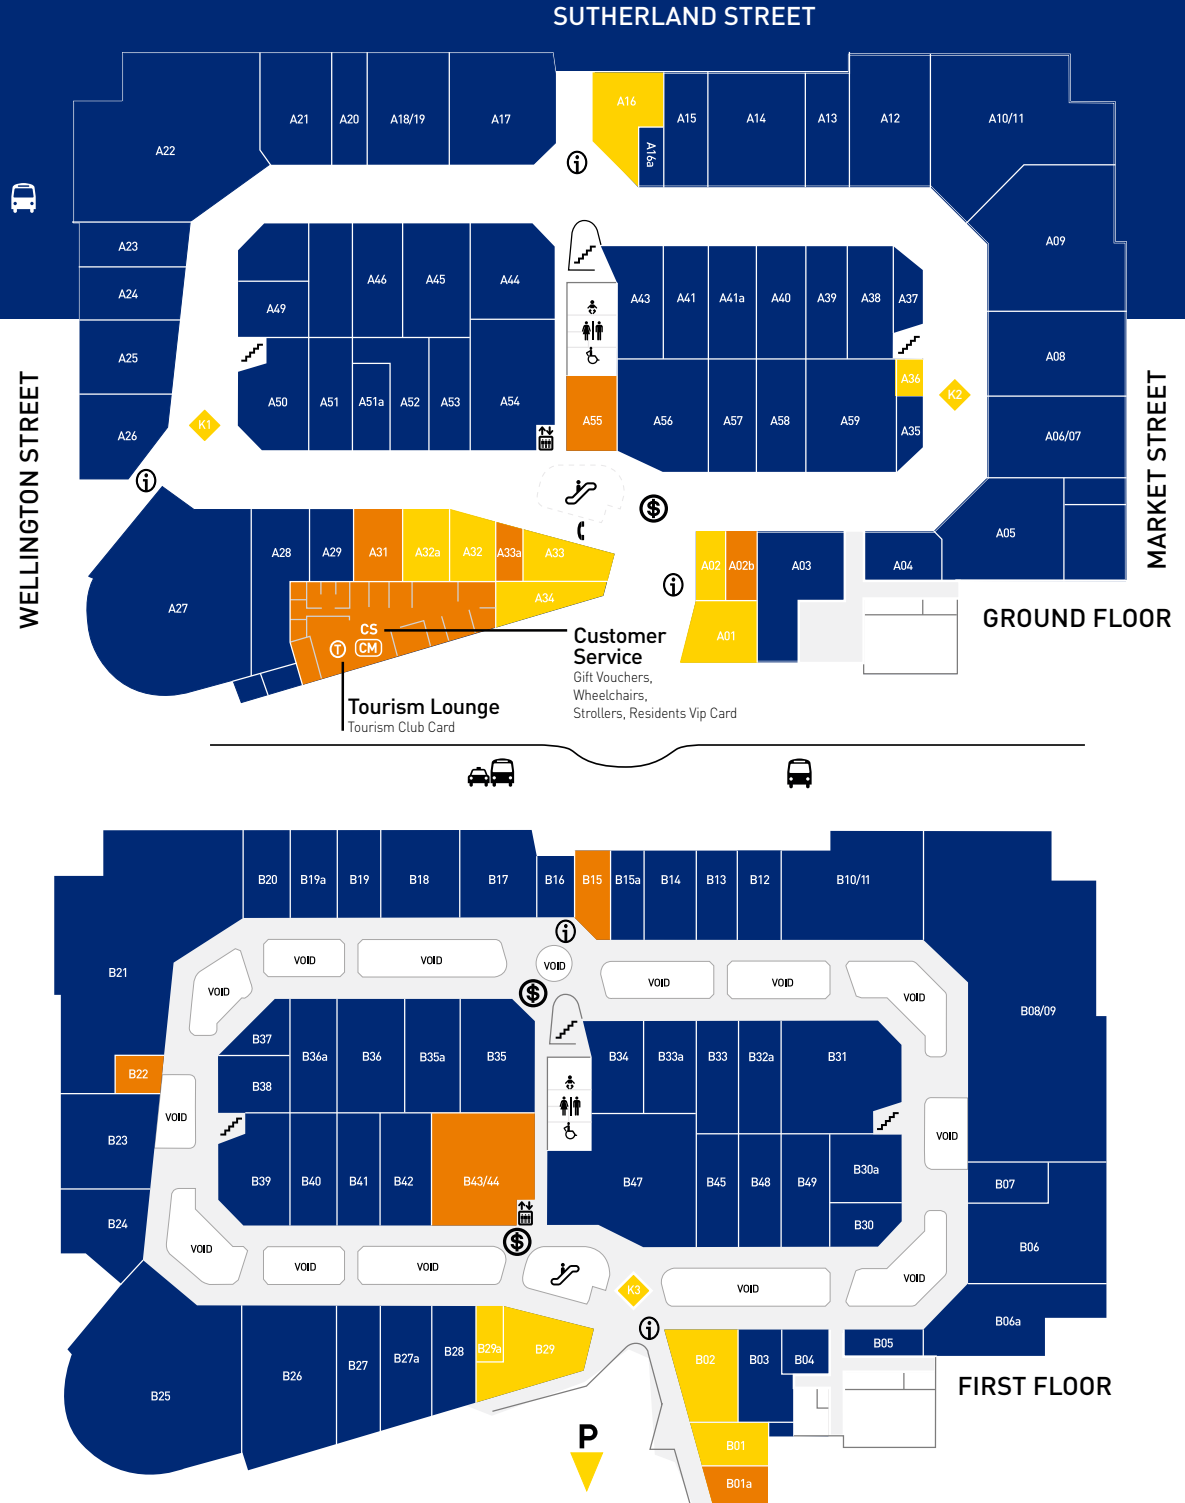 SUTHERLAND STREET
A16
A21
A20
A18/19
A17
A15
A14
A13
A12
A10/11
A22
A16a
A23
A09
A24
A46
A45
A44
A43
A41
A41a
A40
A39
A38
A37
A49
A25
A08
A36
K1
K2
A50
A51
A51a
A52
A53
A54
A55
A56
A57
A58
A59
A35
A26
A06/07
WELLINGTON STREET
MARKET STREET
i
i
$
A28
A29
A31
A32a
A32
A33a
A33
A05
A02
A02b
A03
A04
i
A27
A34
A01
GROUND FLOOR
CS
T
CM
Customer
Service
Gift Vouchers,
Wheelchairs,
Strollers, Residents Vip Card
Tourism Lounge
Tourism Club Card
B20
B19a
B19
B18
B17
B16
B15
B15a
B14
B13
B12
B10/11
i
VOID
VOID
VOID
VOID
VOID
VOID
VOID
B21
$
B08/09
B37
B36a
B36
B35a
B35
B34
B33a
B33
B32a
B31
B22
B38
VOID
VOID
B23
B39
B40
B41
B42
B43/44
B47
B45
B48
B49
B30a
B07
B24
B30
VOID
$
B06
VOID
VOID
VOID
VOID
K3
B06a
i
B25
B26
B27
B27a
B28
B29a
B29
B02
B03
B04
B05
FIRST FLOOR
P
B01
B01a